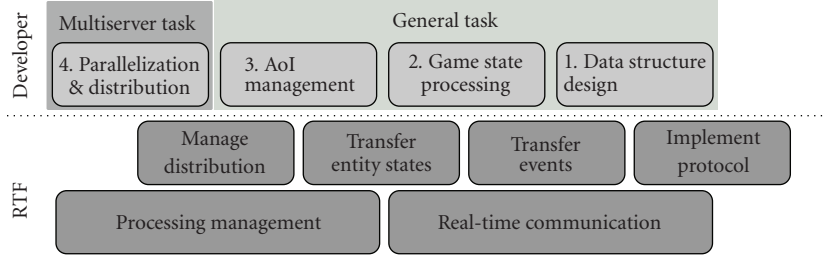 Developer
Multiserver task
General task
4. Parallelization
& distribution
3. AoI
management
2. Game state
processing
1. Data structure
design
RTF
Manage
distribution
Transfer
entity states
Transfer
events
Implement
protocol
Processing management
Real-time communication